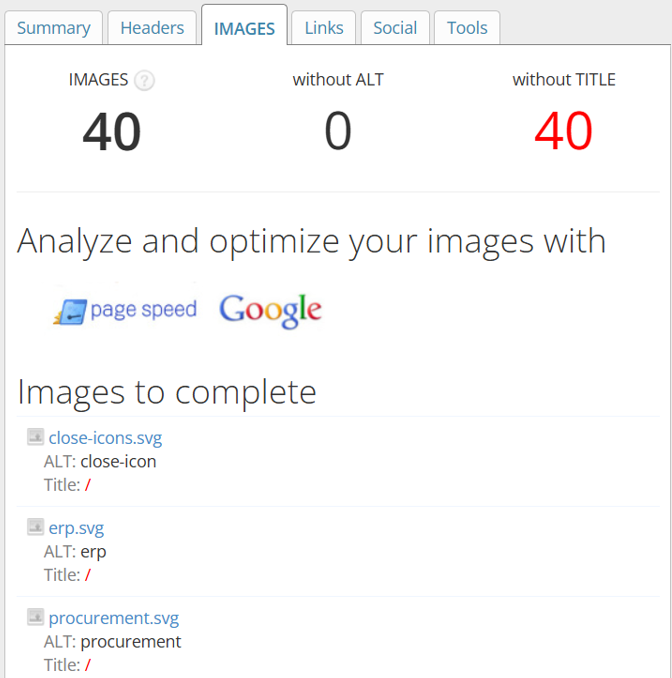 Summary Headers IMAGES Links Social Tools
IMAGES ? without ALT without TITLE
40 0 40
Analyze and optimize your images with
page speed Google
Images to complete
close-icons.svg
ALT: close-icon
Title: /
erp.svg
ALT: erp
Title: /
procurement.svg
ALT: procurement
Title: /